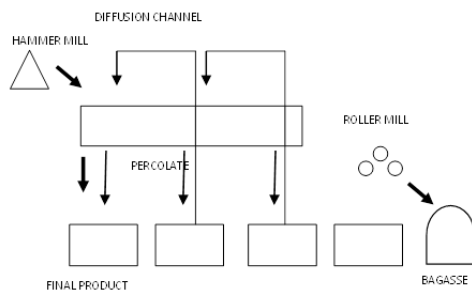 DIFFUSION CHANNEL
HAMMER MILL
ROLLER MILL
PERCOLATE
FINAL PRODUCT
BAGASSE